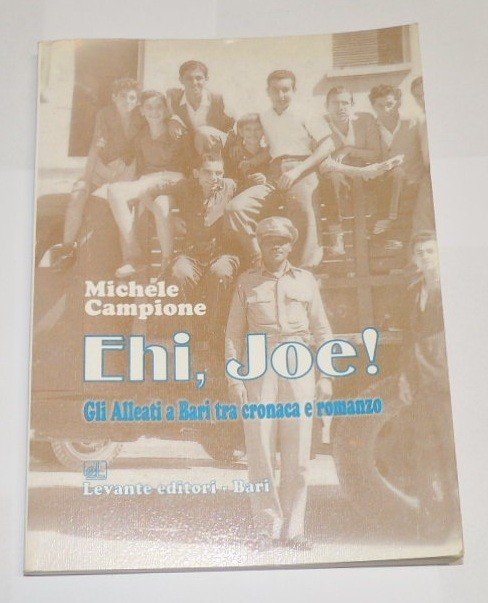 Michele
Campione
Ehi, Joe!
Gli Alleati a Bari tra cronaca e romanzo
Levante editori - Bari